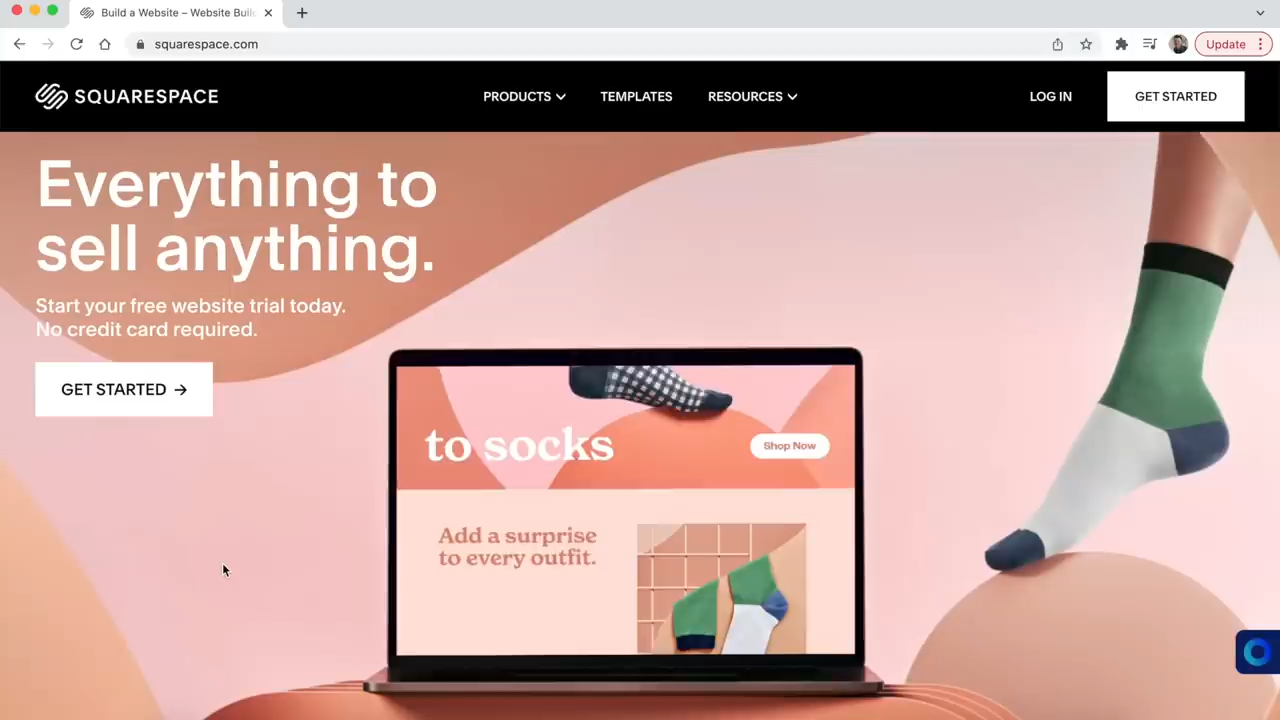 Build a Website – Website Buil
squarespace.com
Update
SQUARESPACE
PRODUCTS
TEMPLATES
RESOURCES
LOG IN
GET STARTED
Everything to
sell anything.
Start your free website trial today.
No credit card required.
GET STARTED →
to socks
Shop Now
Add a surprise
to every outfit.